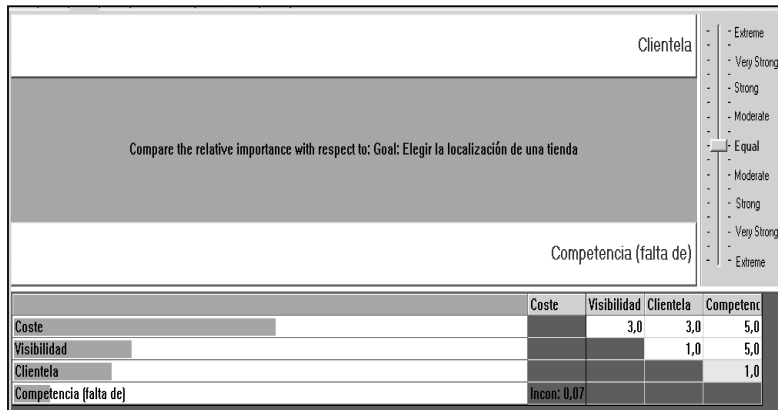 Clientela
Compare the relative importance with respect to: Goal: Elegir la localización de una tienda
Competencia (falta de)
Extreme
Very Strong
Strong
Moderate
Equal
Moderate
Strong
Very Strong
Extreme
Coste Visibilidad Clientela Competenc
Coste 3,0 3,0 5,0
Visibilidad 1,0 5,0
Clientela 1,0
Competencia (falta de) Incon: 0,07